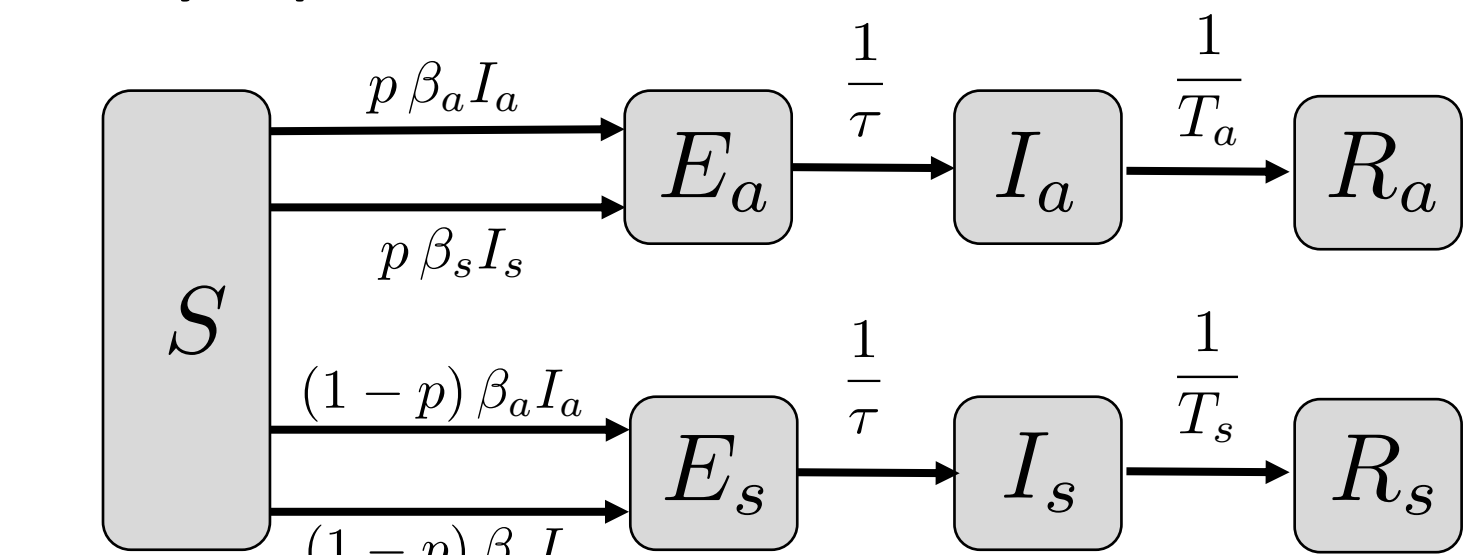 p β_a I_a
1/τ
1/T_a
E_a
I_a
R_a
p β_s I_s
S
(1 − p) β_a I_a
1/τ
1/T_s
E_s
I_s
R_s